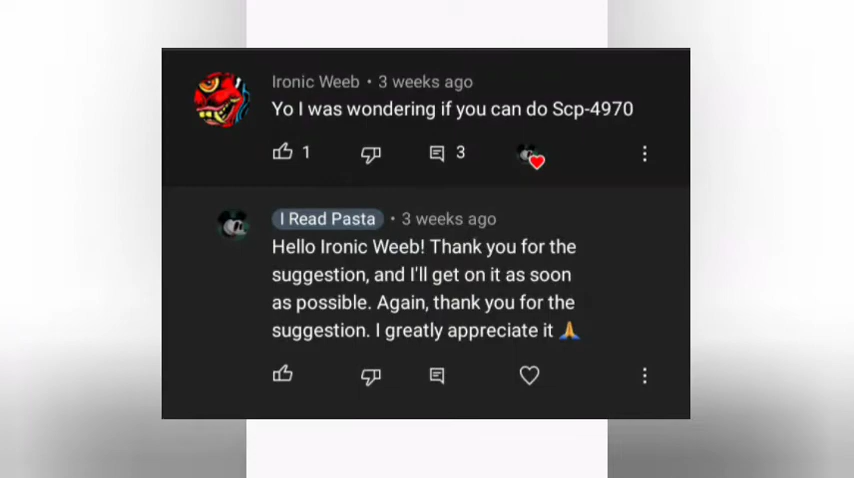 Ironic Weeb • 3 weeks ago
Yo I was wondering if you can do Scp-4970
1 3
I Read Pasta • 3 weeks ago
Hello Ironic Weeb! Thank you for the
suggestion, and I'll get on it as soon
as possible. Again, thank you for the
suggestion. I greatly appreciate it 🙏